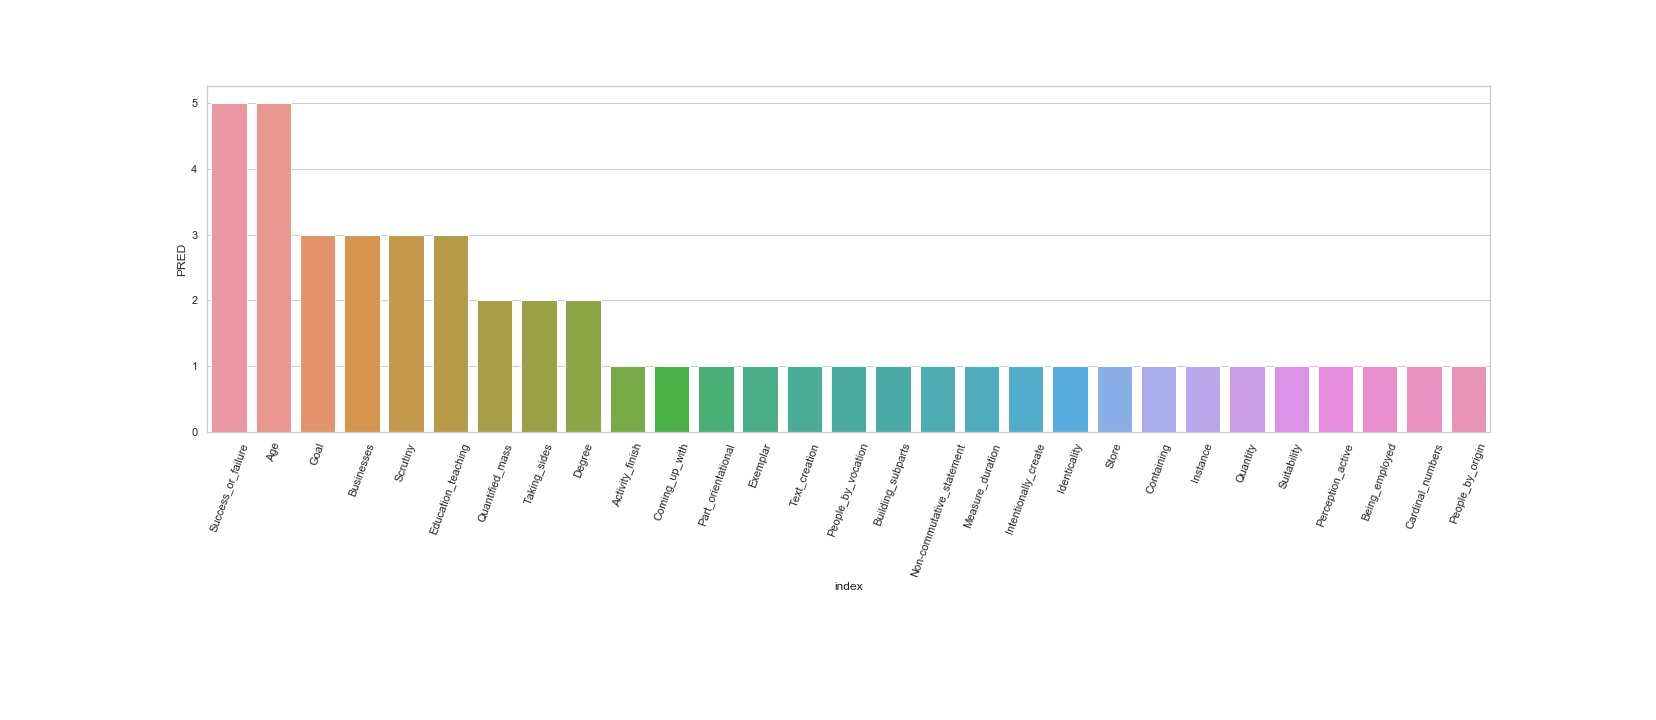 5
4
3
2
1
0
PRED
Success_or_failure
Age
Goal
Businesses
Scrutiny
Education_teaching
Quantified_mass
Taking_sides
Degree
Activity_finish
Coming_up_with
Part_orientational
Exemplar
Text_creation
People_by_vocation
Building_subparts
Non-commutative_statement
Measure_duration
Intentionally_create
Identicality
Store
Containing
Instance
Quantity
Suitability
Perception_active
Being_employed
Cardinal_numbers
People_by_origin
index